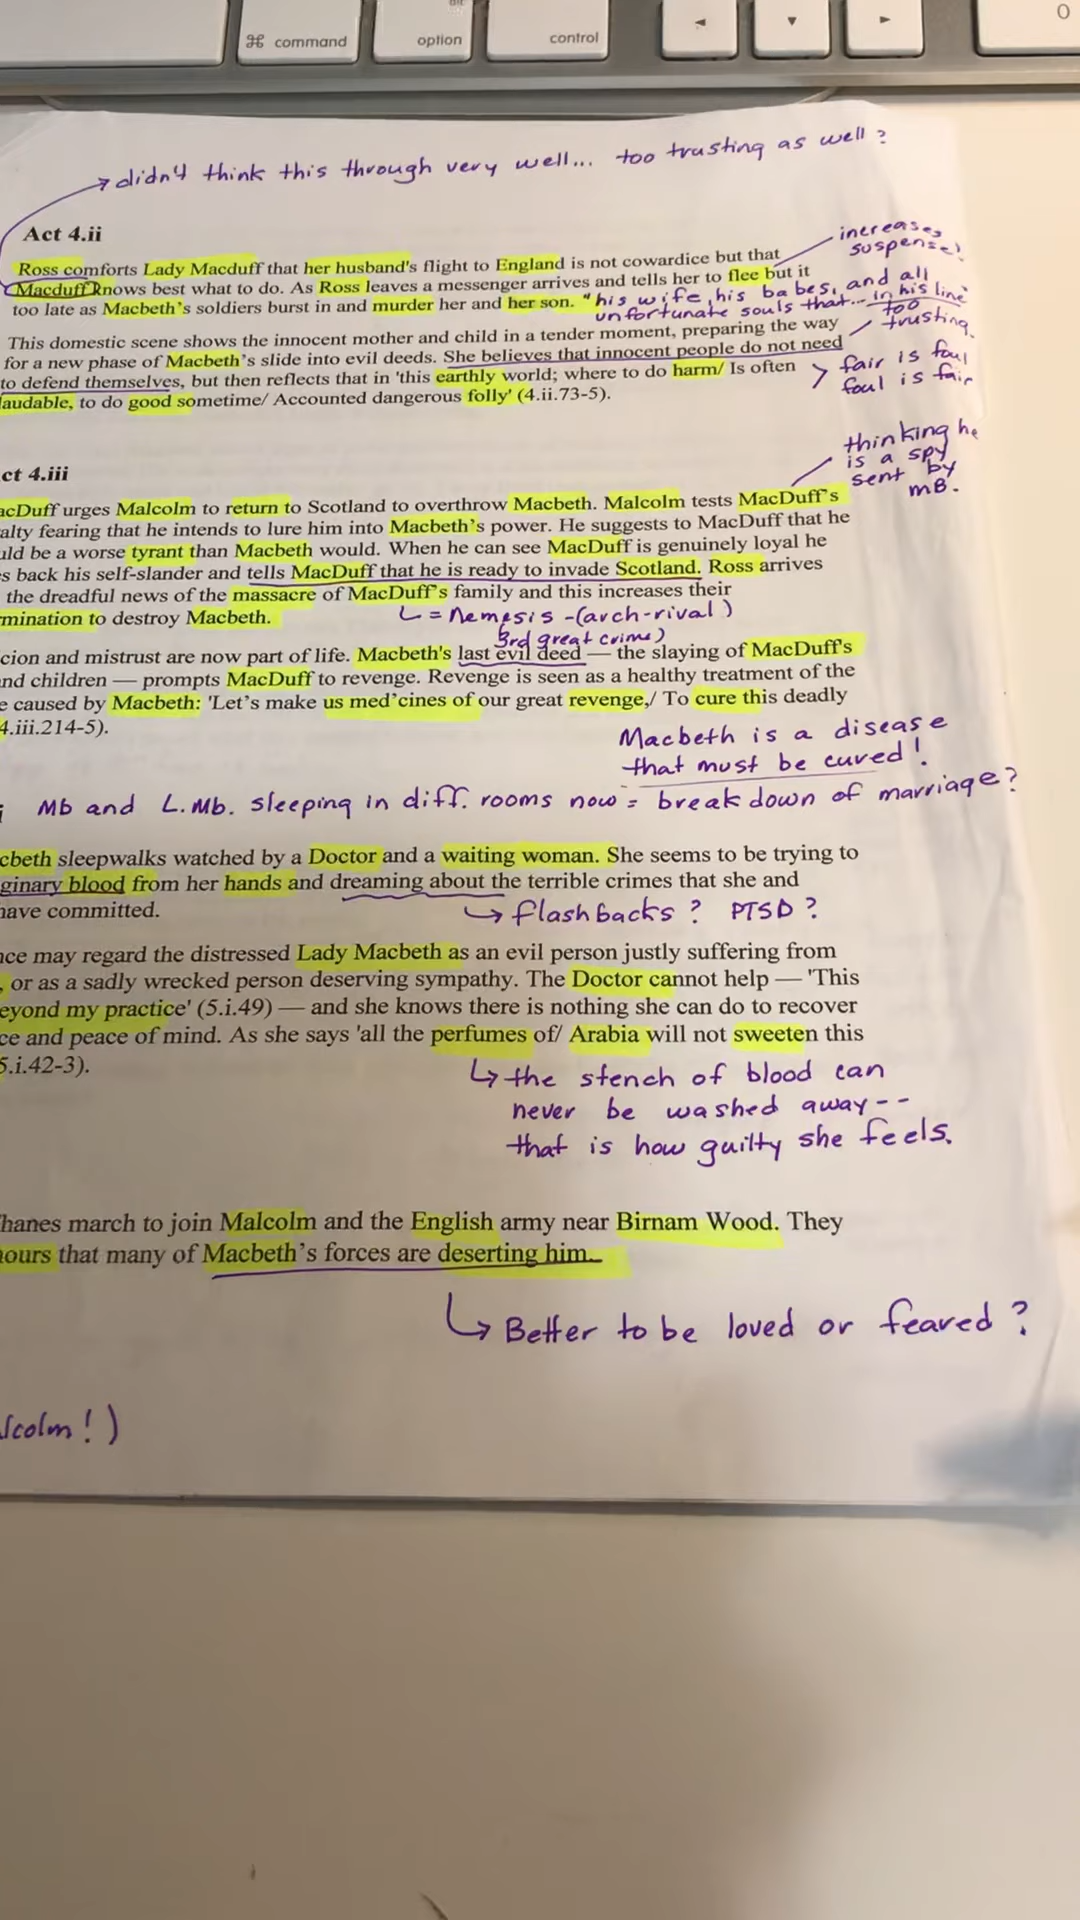 ⌘ command
option
control
◄
▼
►
didn't think this through very well... too trusting as well?
Act 4.ii
increases
suspense!
Ross comforts Lady Macduff that her husband's flight to England is not cowardice but that
Macduff knows best what to do. As Ross leaves a messenger arrives and tells her to flee but it
too late as Macbeth's soldiers burst in and murder her and her son. "his wife, his babes, and all
unfortunate souls that... in his line"
too
trusting.
This domestic scene shows the innocent mother and child in a tender moment, preparing the way
for a new phase of Macbeth's slide into evil deeds. She believes that innocent people do not need
to defend themselves, but then reflects that in 'this earthly world; where to do harm/ Is often
laudable, to do good sometime/ Accounted dangerous folly' (4.ii.73-5).
fair is foul
foul is fair
ct 4.iii
thinking he
is a spy
sent by
MB.
acDuff urges Malcolm to return to Scotland to overthrow Macbeth. Malcolm tests MacDuff's
alty fearing that he intends to lure him into Macbeth's power. He suggests to MacDuff that he
uld be a worse tyrant than Macbeth would. When he can see MacDuff is genuinely loyal he
s back his self-slander and tells MacDuff that he is ready to invade Scotland. Ross arrives
the dreadful news of the massacre of MacDuff's family and this increases their
mination to destroy Macbeth.
= nemesis - (arch-rival)
3rd great crime)
cion and mistrust are now part of life. Macbeth's last evil deed — the slaying of MacDuff's
nd children — prompts MacDuff to revenge. Revenge is seen as a healthy treatment of the
e caused by Macbeth: 'Let's make us med'cines of our great revenge,/ To cure this deadly
4.iii.214-5).
Macbeth is a disease
that must be cured!
Mb and L.Mb. sleeping in diff. rooms now = breakdown of marriage?
cbeth sleepwalks watched by a Doctor and a waiting woman. She seems to be trying to
ginary blood from her hands and dreaming about the terrible crimes that she and
have committed.
flashbacks? PTSD?
nce may regard the distressed Lady Macbeth as an evil person justly suffering from
, or as a sadly wrecked person deserving sympathy. The Doctor cannot help — 'This
eyond my practice' (5.i.49) — and she knows there is nothing she can do to recover
ce and peace of mind. As she says 'all the perfumes of/ Arabia will not sweeten this
5.i.42-3).
the stench of blood can
never be washed away--
that is how guilty she feels.
hanes march to join Malcolm and the English army near Birnam Wood. They
ours that many of Macbeth's forces are deserting him.
Better to be loved or feared?
lcolm!)